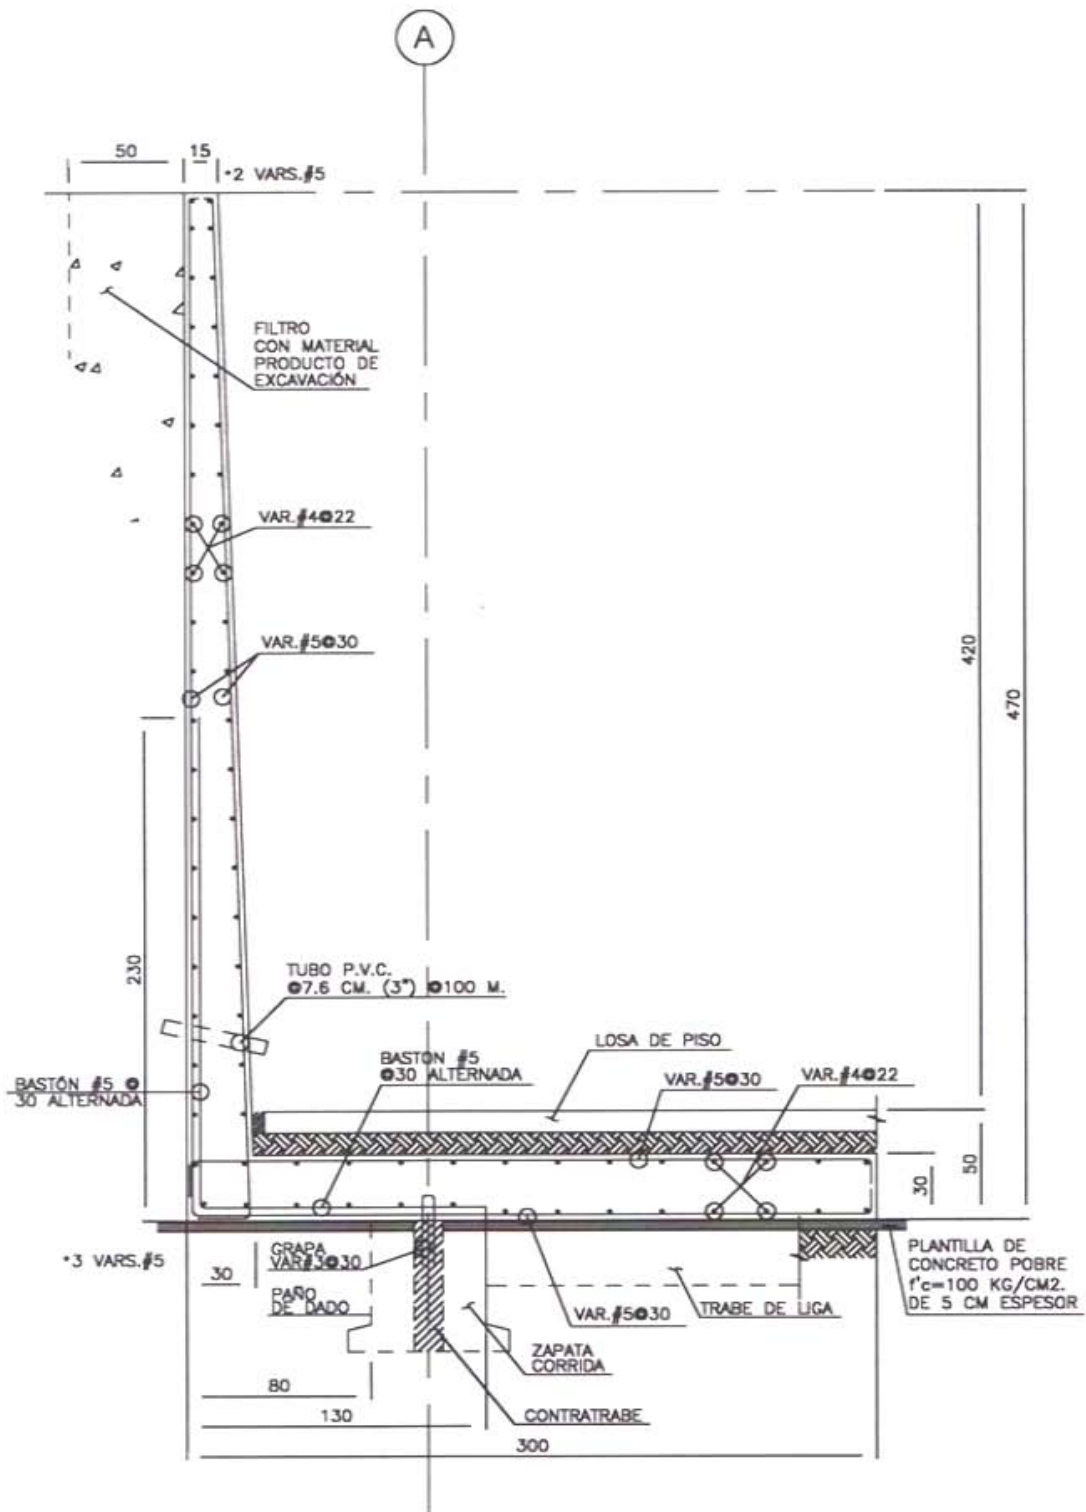 A
50
15
*2 VARS.#5
FILTRO
CON MATERIAL
PRODUCTO DE
EXCAVACIÓN
VAR.#4@22
VAR.#5@30
420
470
230
TUBO P.V.C.
Ø7.6 CM. (3") @100 M.
LOSA DE PISO
BASTON #5
@30 ALTERNADA
VAR.#5@30
VAR.#4@22
BASTÓN #5 @
30 ALTERNADA
50
30
*3 VARS.#5
30
GRAPA
VAR#3@30
PAÑO
DE DADO
VAR.#5@30
TRABE DE LIGA
PLANTILLA DE
CONCRETO POBRE
f'c=100 KG/CM2.
DE 5 CM ESPESOR
ZAPATA
CORRIDA
80
130
CONTRATRABE
300